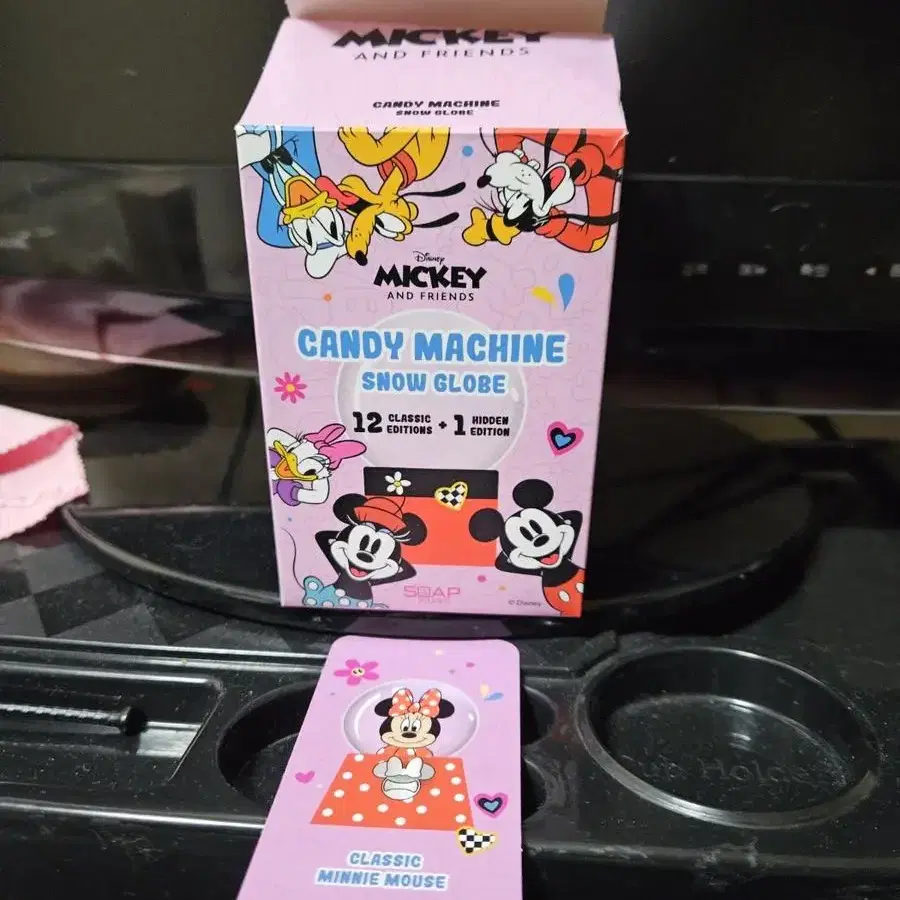 MICKEY
AND FRIENDS
CANDY MACHINE
SNOW GLOBE
Disney
MICKEY
AND FRIENDS
CANDY MACHINE
SNOW GLOBE
12 CLASSIC EDITIONS + 1 HIDDEN EDITION
SOAP
© Disney
CLASSIC
MINNIE MOUSE